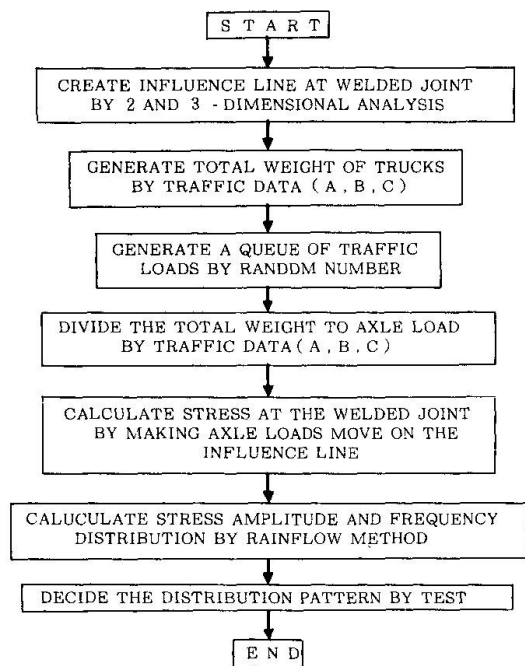 S T A R T
CREATE INFLUENCE LINE AT WELDED JOINT
BY 2 AND 3 - DIMENSIONAL ANALYSIS
GENERATE TOTAL WEIGHT OF TRUCKS
BY TRAFFIC DATA ( A , B , C )
GENERATE A QUEUE OF TRAFFIC
LOADS BY RANDDM NUMBER
DIVIDE THE TOTAL WEIGHT TO AXLE LOAD
BY TRAFFIC DATA ( A , B , C )
CALCULATE STRESS AT THE WELDED JOINT
BY MAKING AXLE LOADS MOVE ON THE
INFLUENCE LINE
CALUCULATE STRESS AMPLITUDE AND FREQUENCY
DISTRIBUTION BY RAINFLOW METHOD
DECIDE THE DISTRIBUTION PATTERN BY TEST
E N D